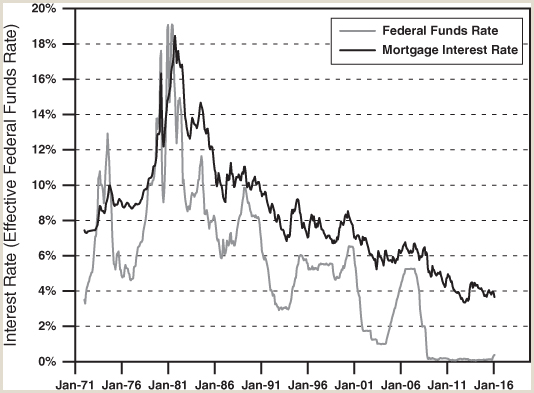 Interest Rate (Effective Federal Funds Rate)
20%
18%
16%
14%
12%
10%
8%
6%
4%
2%
0%
Federal Funds Rate
Mortgage Interest Rate
Jan-71 Jan-76 Jan-81 Jan-86 Jan-91 Jan-96 Jan-01 Jan-06 Jan-11 Jan-16